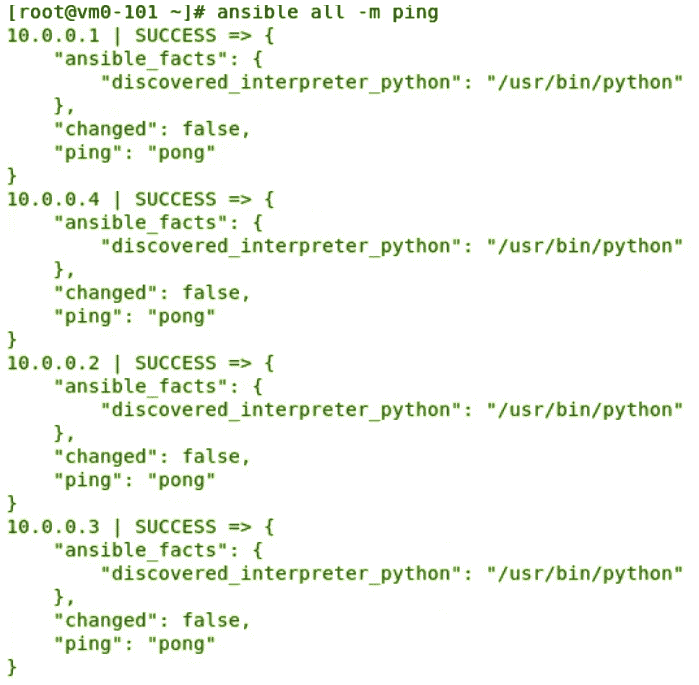 [root@vm0-101 ~]# ansible all -m ping
10.0.0.1 | SUCCESS => {
    "ansible_facts": {
        "discovered_interpreter_python": "/usr/bin/python"
    },
    "changed": false,
    "ping": "pong"
}
10.0.0.4 | SUCCESS => {
    "ansible_facts": {
        "discovered_interpreter_python": "/usr/bin/python"
    },
    "changed": false,
    "ping": "pong"
}
10.0.0.2 | SUCCESS => {
    "ansible_facts": {
        "discovered_interpreter_python": "/usr/bin/python"
    },
    "changed": false,
    "ping": "pong"
}
10.0.0.3 | SUCCESS => {
    "ansible_facts": {
        "discovered_interpreter_python": "/usr/bin/python"
    },
    "changed": false,
    "ping": "pong"
}